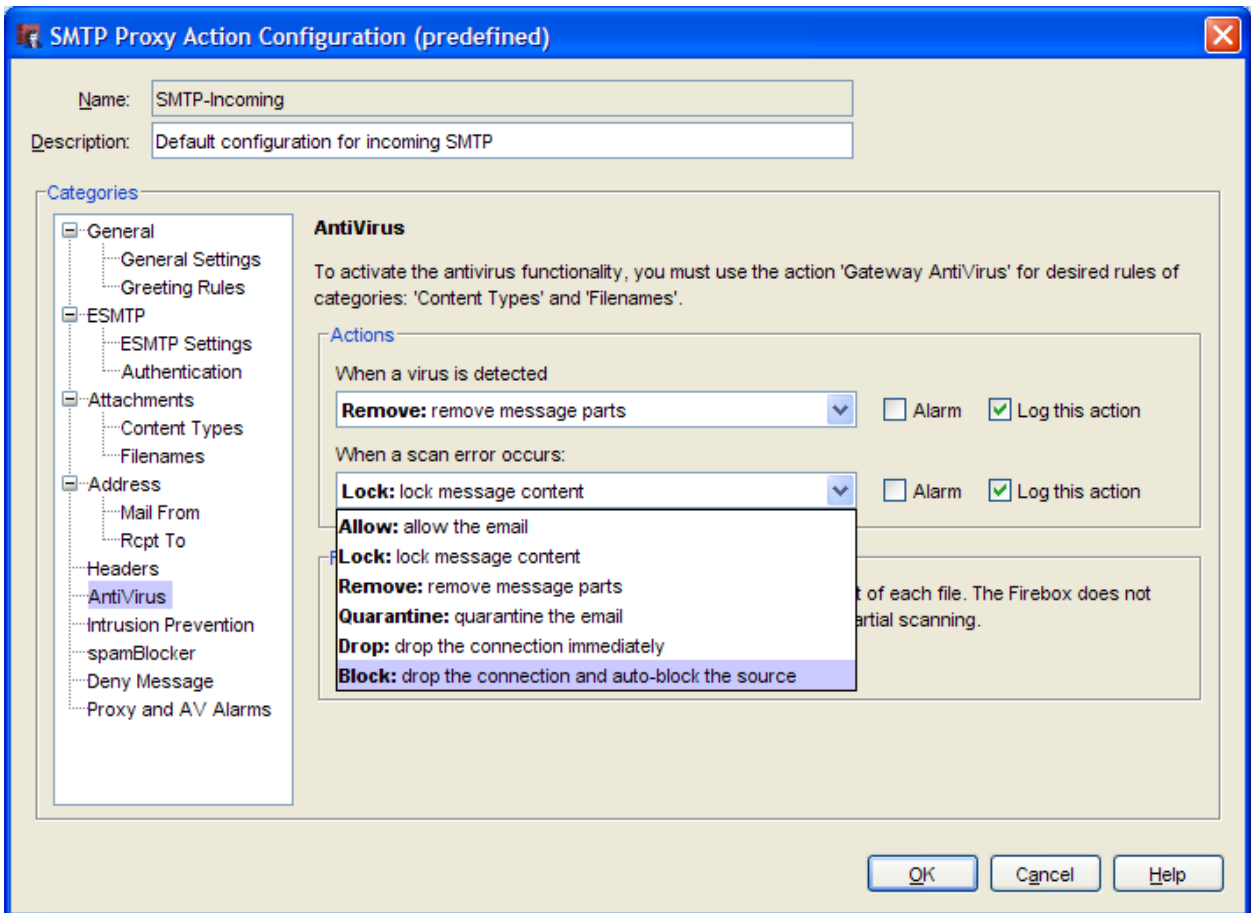 SMTP Proxy Action Configuration (predefined)
Name: SMTP-Incoming
Description: Default configuration for incoming SMTP
Categories
General
General Settings
Greeting Rules
ESMTP
ESMTP Settings
Authentication
Attachments
Content Types
Filenames
Address
Mail From
Rcpt To
Headers
AntiVirus
Intrusion Prevention
spamBlocker
Deny Message
Proxy and AV Alarms
AntiVirus
To activate the antivirus functionality, you must use the action 'Gateway AntiVirus' for desired rules of
categories: 'Content Types' and 'Filenames'.
Actions
When a virus is detected
Remove: remove message parts Alarm Log this action
When a scan error occurs:
Lock: lock message content Alarm Log this action
Allow: allow the email
Lock: lock message content
Remove: remove message parts
Quarantine: quarantine the email
Drop: drop the connection immediately
Block: drop the connection and auto-block the source
of each file. The Firebox does not
scanning.
OK Cancel Help